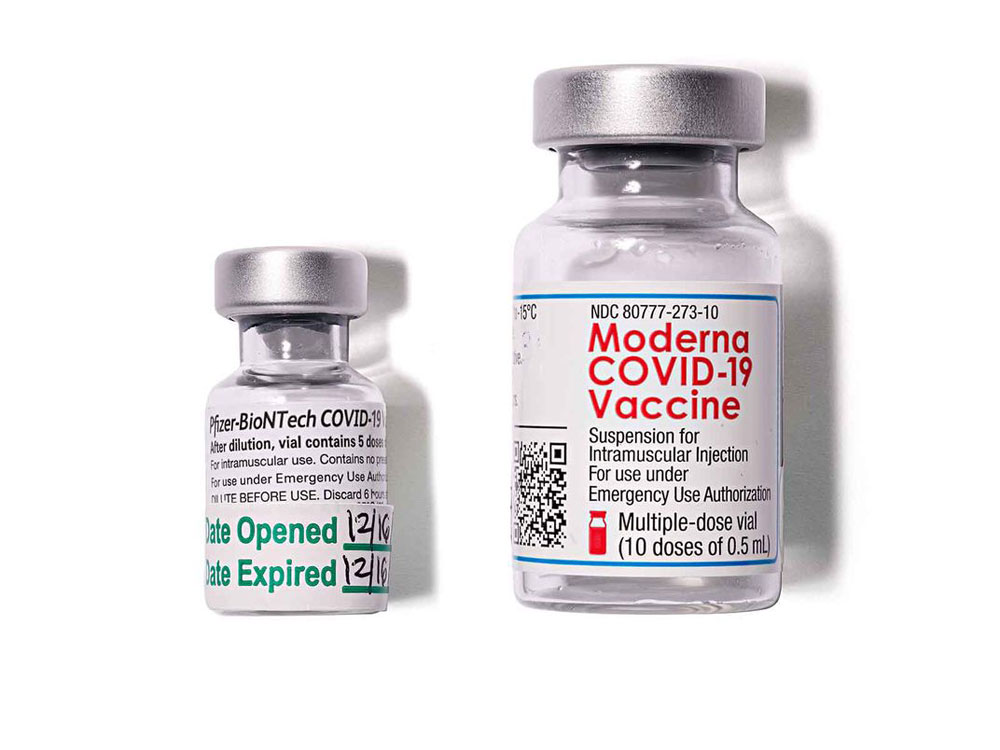 Pfizer-BioNTech COVID-19
After dilution, vial contains 5 doses
For intramuscular use. Contains no
For use under Emergency Use
DILUTE BEFORE USE. Discard 6 hours
Date Opened 12/16/
Date Expired 12/16
-15°C
NDC 80777-273-10
Moderna
COVID-19
Vaccine
Suspension for
Intramuscular Injection
For use under
Emergency Use Authorization
Multiple-dose vial
(10 doses of 0.5 mL)